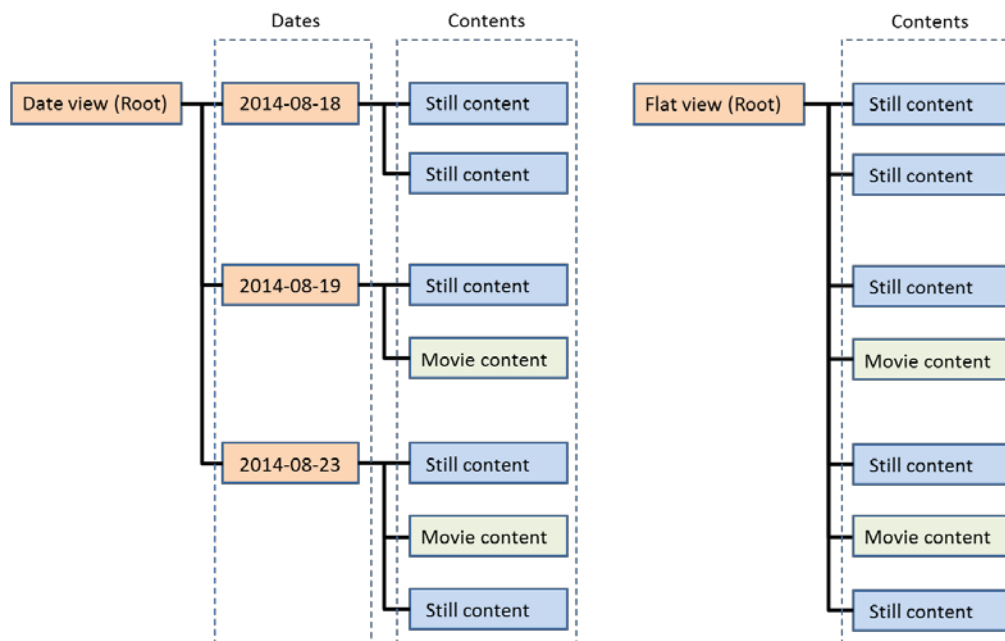 Dates
Contents
Contents
Date view (Root)
2014-08-18
Still content
Flat view (Root)
Still content
Still content
Still content
2014-08-19
Still content
Still content
Movie content
Movie content
2014-08-23
Still content
Still content
Movie content
Movie content
Still content
Still content